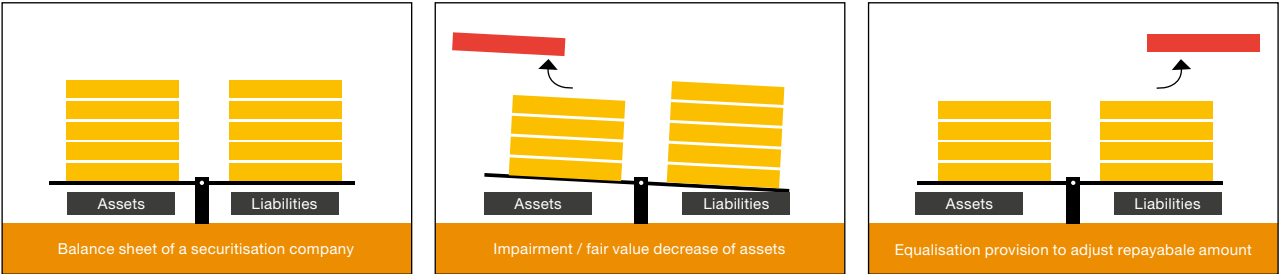 Assets
Liabilities
Balance sheet of a securitisation company
Assets
Liabilities
Impairment / fair value decrease of assets
Assets
Liabilities
Equalisation provision to adjust repayabale amount